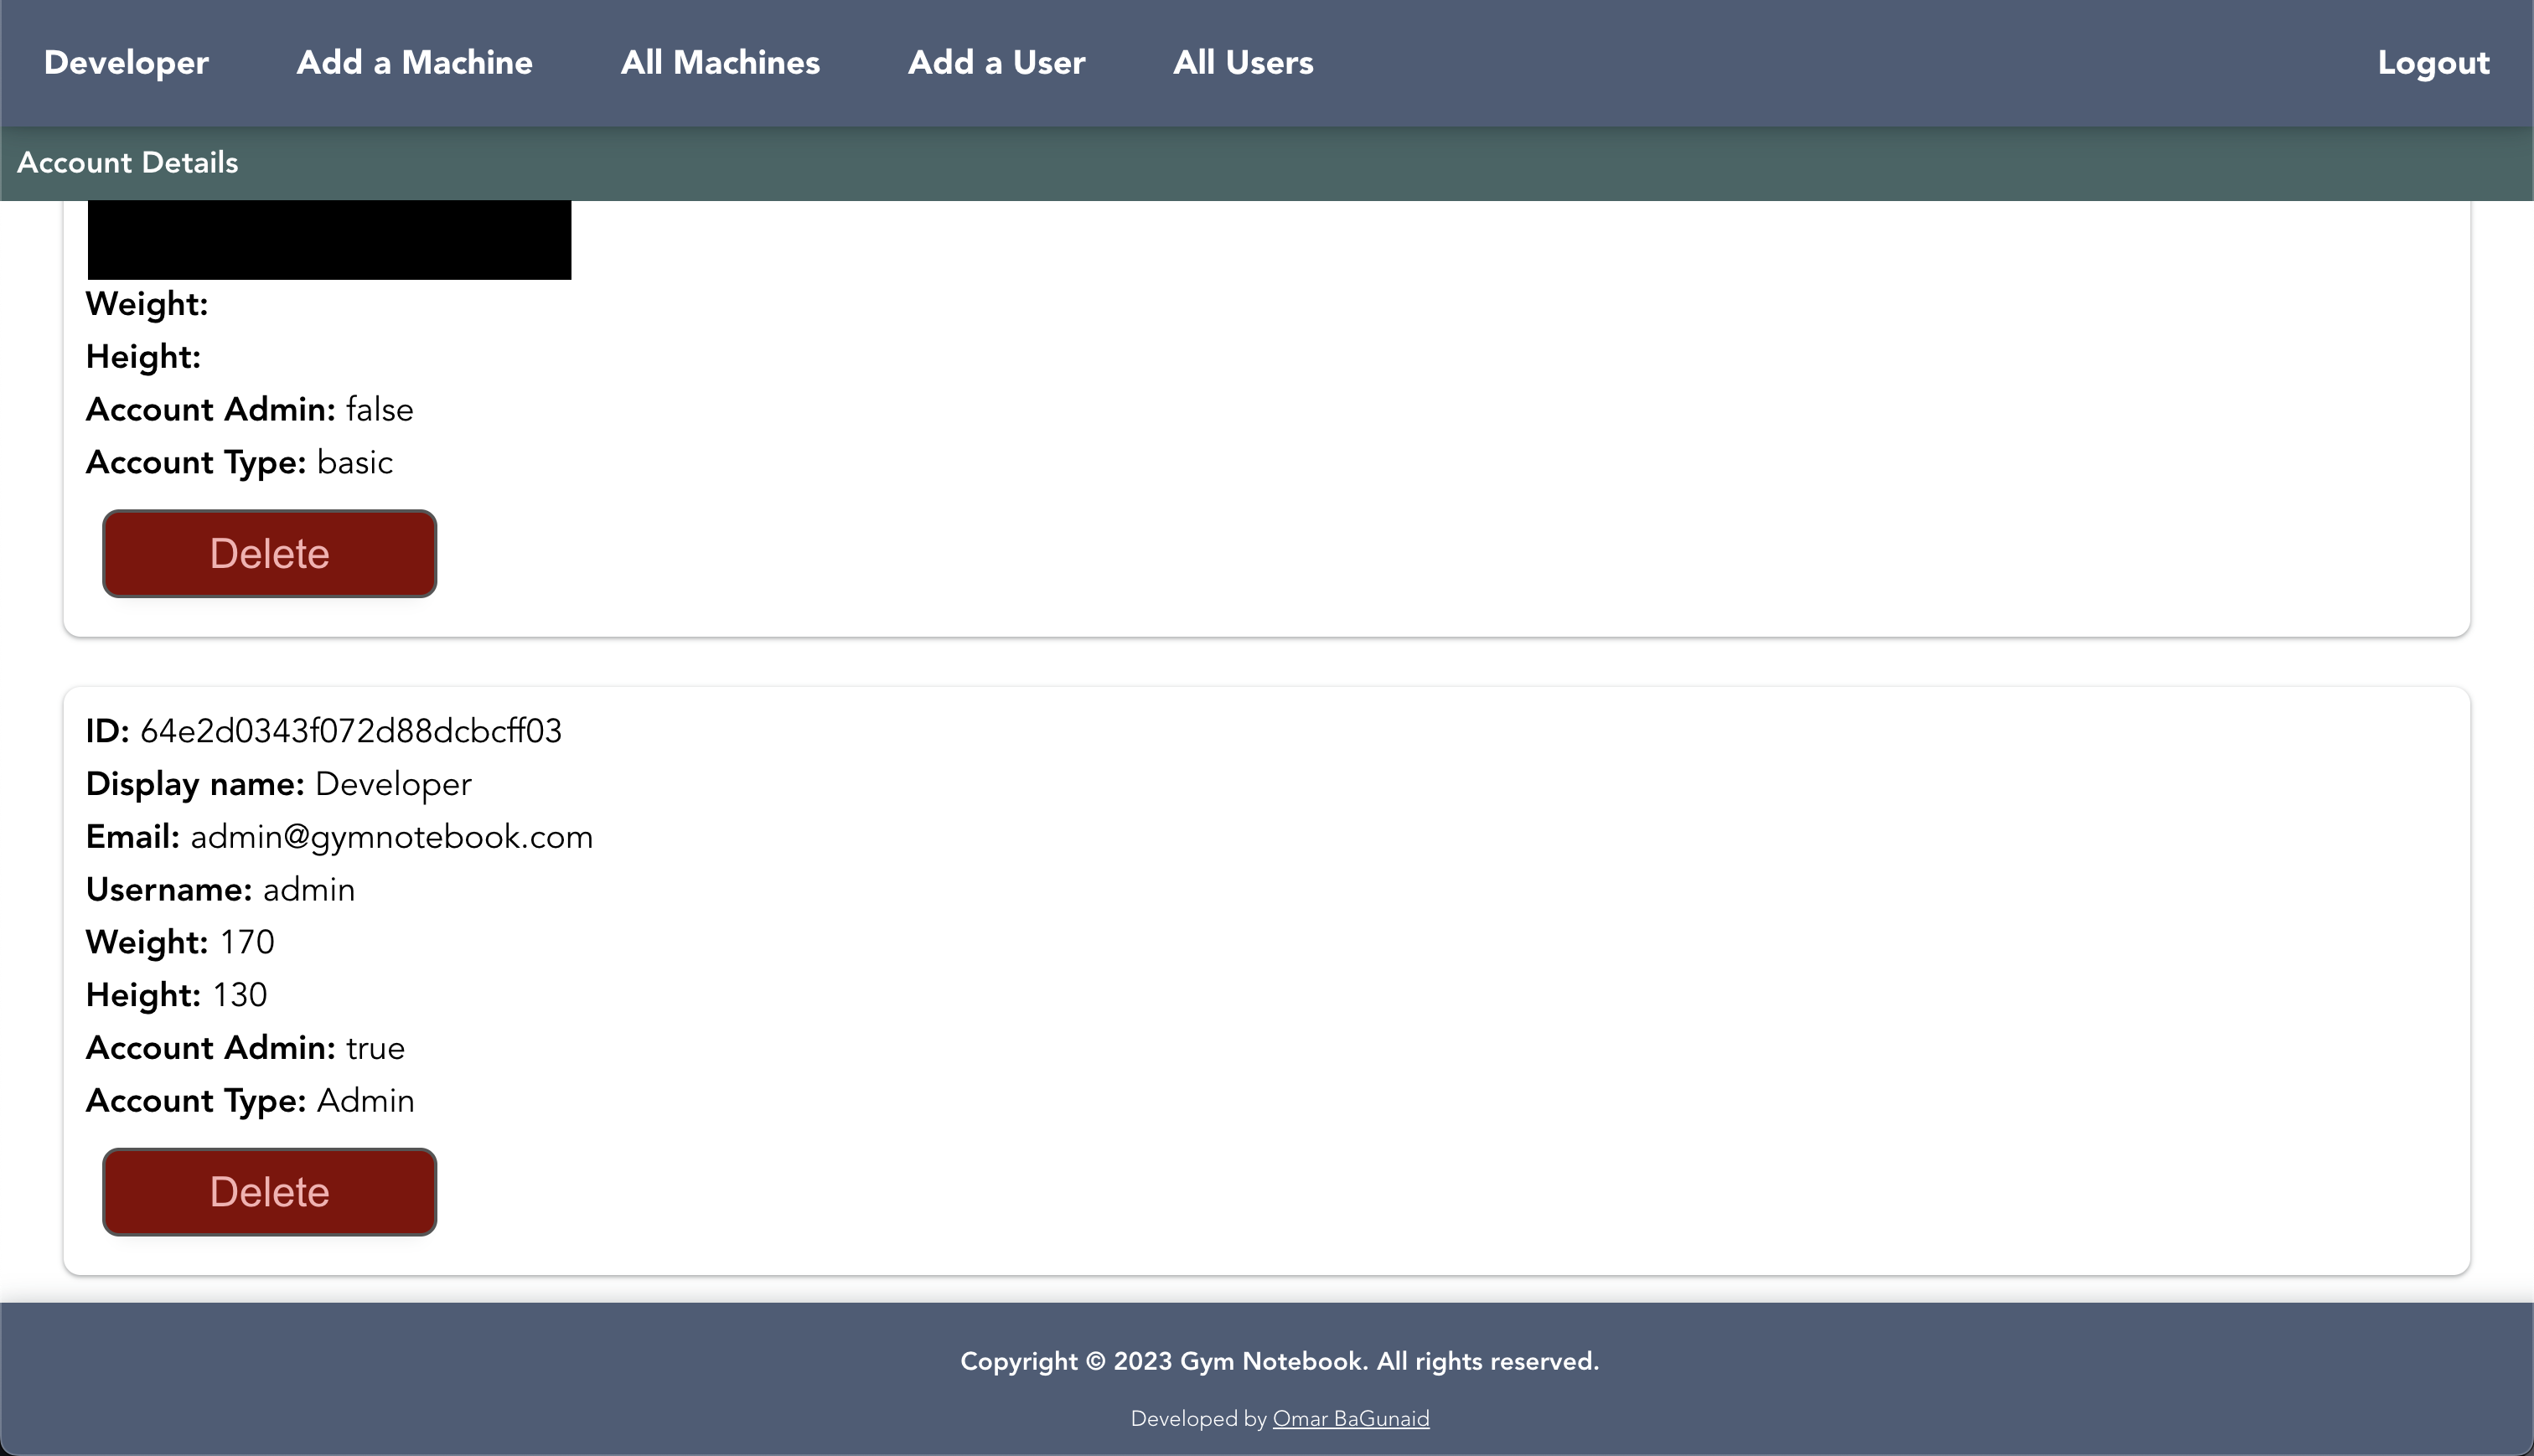 Developer Add a Machine All Machines Add a User All Users Logout
Account Details
Weight:
Height:
Account Admin: false
Account Type: basic
Delete
ID: 64e2d0343f072d88dcbcff03
Display name: Developer
Email: admin@gymnotebook.com
Username: admin
Weight: 170
Height: 130
Account Admin: true
Account Type: Admin
Delete
Copyright © 2023 Gym Notebook. All rights reserved.
Developed by Omar BaGunaid